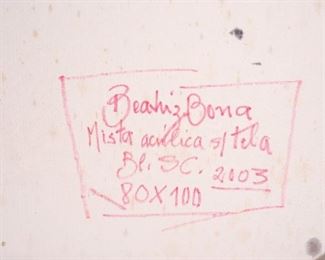 Beatriz Bona
Mista acrílica s/ tela
Bl. SC. 2003
80X100